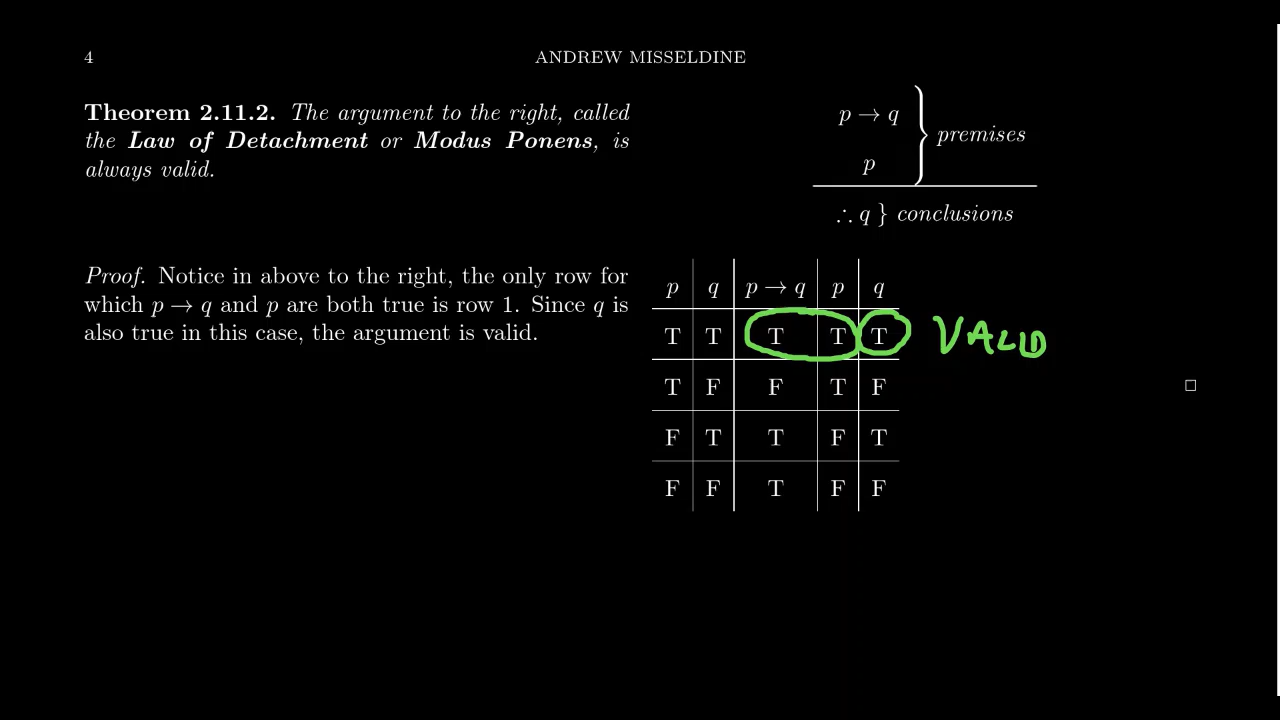 4
ANDREW MISSELDINE
Theorem 2.11.2. The argument to the right, called
the Law of Detachment or Modus Ponens, is
always valid.
p → q
p
} premises
∴ q } conclusions
Proof. Notice in above to the right, the only row for
which p → q and p are both true is row 1. Since q is
also true in this case, the argument is valid.
p q p → q p q
T T T T T VALID
T F F T F
F T T F T
F F T F F
□